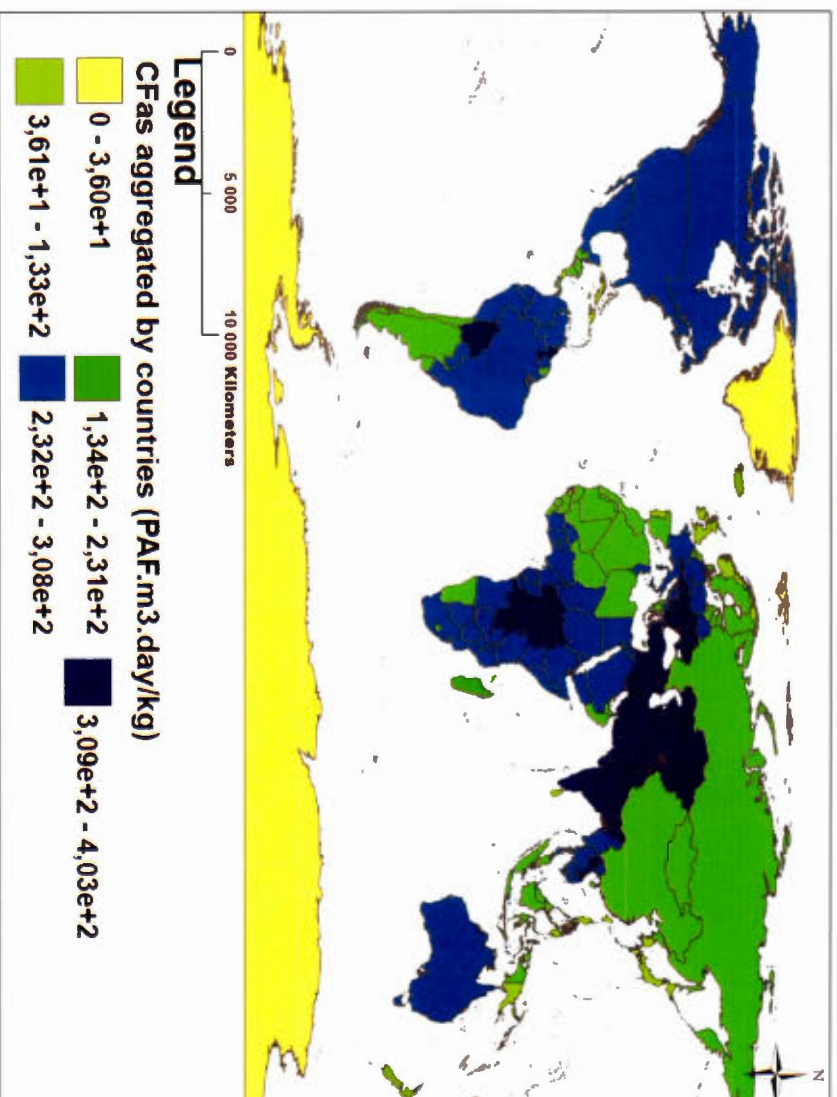 N
0 5 000 10 000 Kilometers
Legend
CFas aggregated by countries (PAF.m3.day/kg)
0 - 3,60e+1
1,34e+2 - 2,31e+2
3,09e+2 - 4,03e+2
3,61e+1 - 1,33e+2
2,32e+2 - 3,08e+2